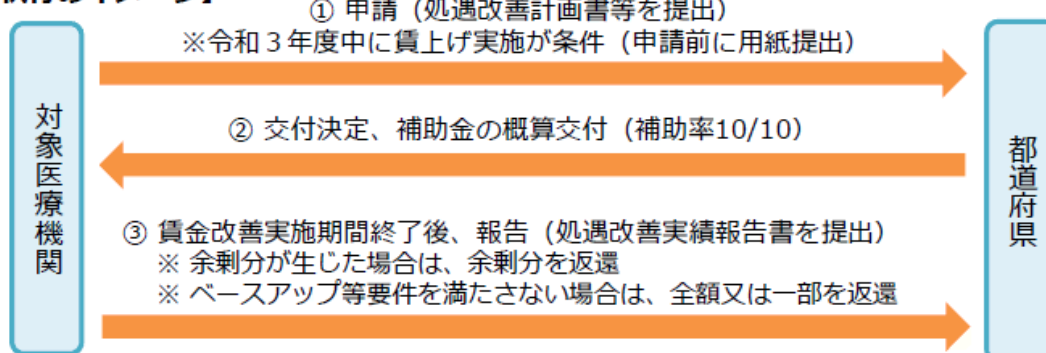 ① 申請（処遇改善計画書等を提出）
※令和３年度中に賃上げ実施が条件（申請前に用紙提出）
対象医療機関
② 交付決定、補助金の概算交付（補助率10/10）
都道府県
③ 賃金改善実施期間終了後、報告（処遇改善実績報告書を提出）
※ 余剰分が生じた場合は、余剰分を返還
※ ベースアップ等要件を満たさない場合は、全額又は一部を返還